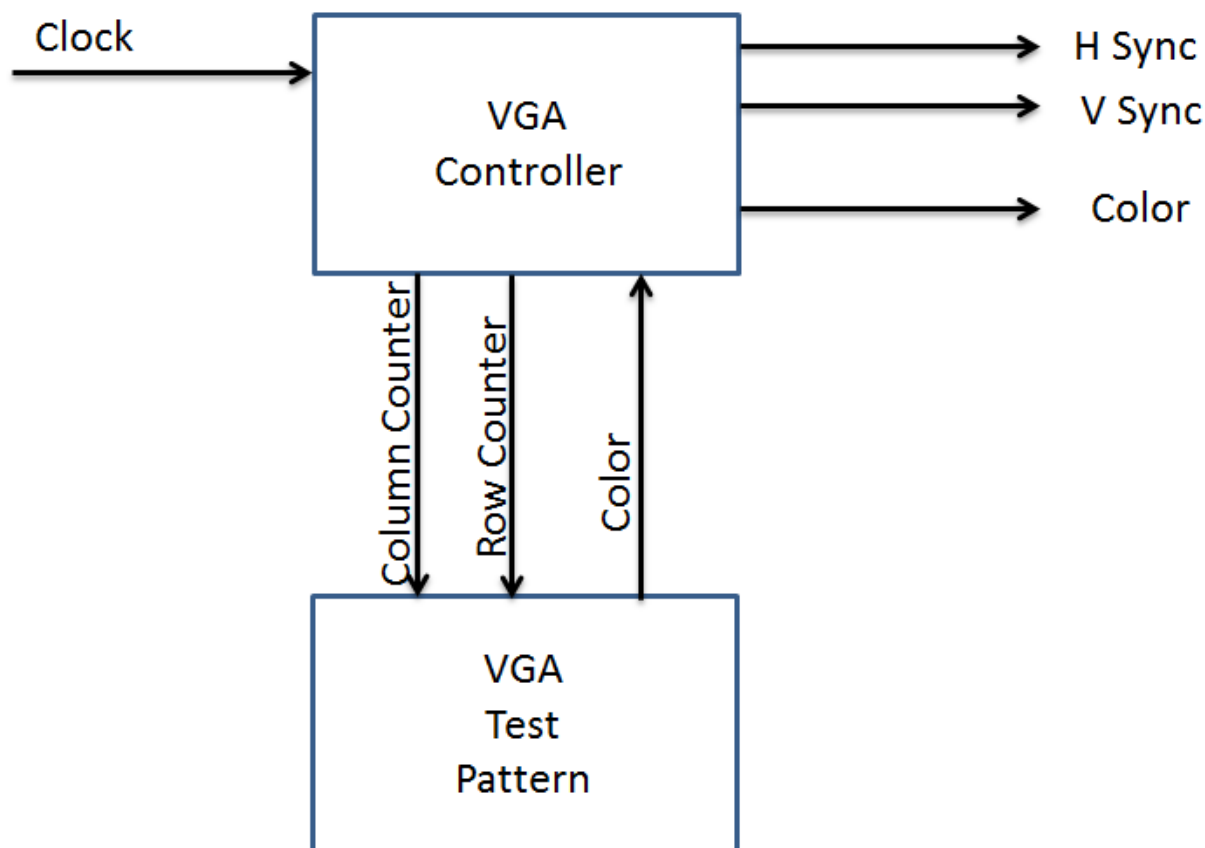 Clock
VGA
Controller
H Sync
V Sync
Color
Column Counter
Row Counter
Color
VGA
Test
Pattern